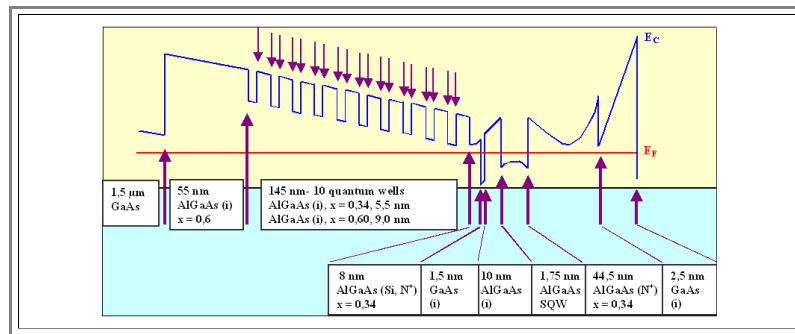 E_C
E_F
1,5 μm
GaAs
55 nm
AlGaAs (i)
x = 0,6
145 nm- 10 quantum wells
AlGaAs (i), x = 0,34, 5,5 nm
AlGaAs (i), x = 0,60, 9,0 nm
8 nm
AlGaAs (Si, N⁺)
x = 0,34
1,5 nm
GaAs
(i)
10 nm
AlGaAs
(i)
1,75 nm
AlGaAs
SQW
44,5 nm
AlGaAs (N⁺)
x = 0,34
2,5 nm
GaAs
(i)